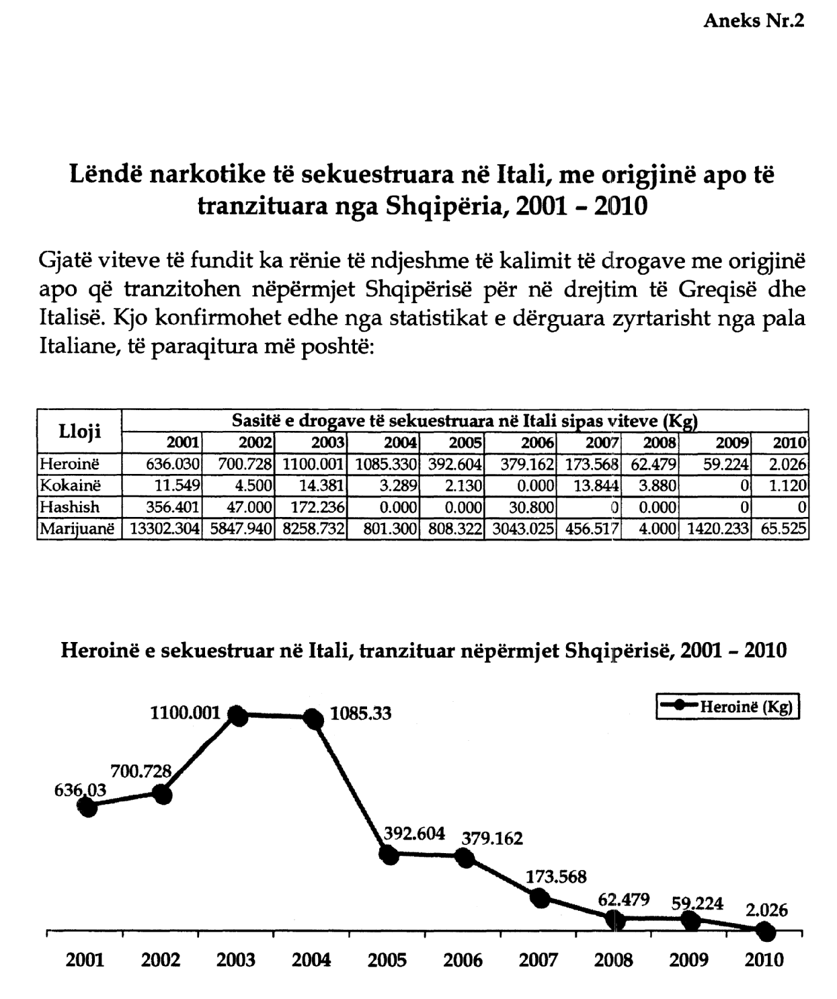 Aneks Nr.2
Lëndë narkotike të sekuestruara në Itali, me origjinë apo të
tranzituara nga Shqipëria, 2001 – 2010
Gjatë viteve të fundit ka rënie të ndjeshme të kalimit të drogave me origjinë
apo që tranzitohen nëpërmjet Shqipërisë për në drejtim të Greqisë dhe
Italisë. Kjo konfirmohet edhe nga statistikat e dërguara zyrtarisht nga pala
Italiane, të paraqitura më poshtë:
Lloji Sasitë e drogave të sekuestruara në Itali sipas viteve (Kg)
2001 2002 2003 2004 2005 2006 2007 2008 2009 2010
Heroinë 636.030 700.728 1100.001 1085.330 392.604 379.162 173.568 62.479 59.224 2.026
Kokainë 11.549 4.500 14.381 3.289 2.130 0.000 13.844 3.880 0 1.120
Hashish 356.401 47.000 172.236 0.000 0.000 30.800 0 0.000 0 0
Marijuanë 13302.304 5847.940 8258.732 801.300 808.322 3043.025 456.517 4.000 1420.233 65.525
Heroinë e sekuestruar në Itali, tranzituar nëpërmjet Shqipërisë, 2001 – 2010
Heroinë (Kg)
636.03
700.728
1100.001
1085.33
392.604
379.162
173.568
62.479
59.224
2.026
2001 2002 2003 2004 2005 2006 2007 2008 2009 2010